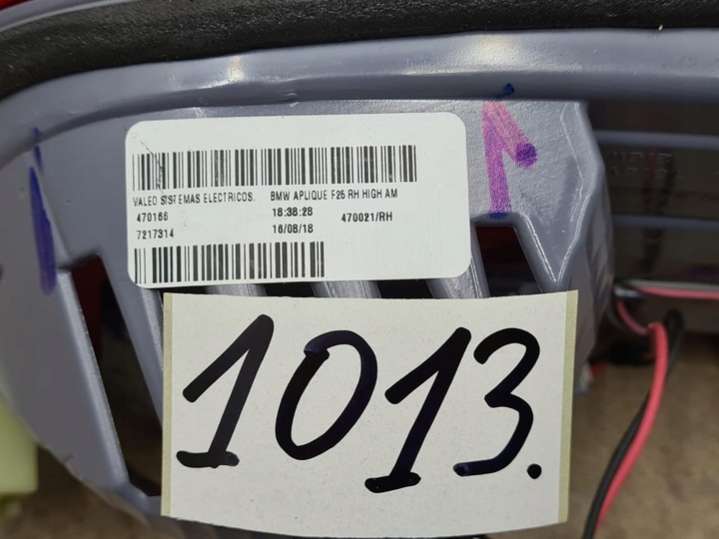 VALEO SISTEMAS ELECTRICOS. BMW APLIQUE F25 RH HIGH AM
470166 18:38:28 470021/RH
7217314 16/08/18
1
1013.